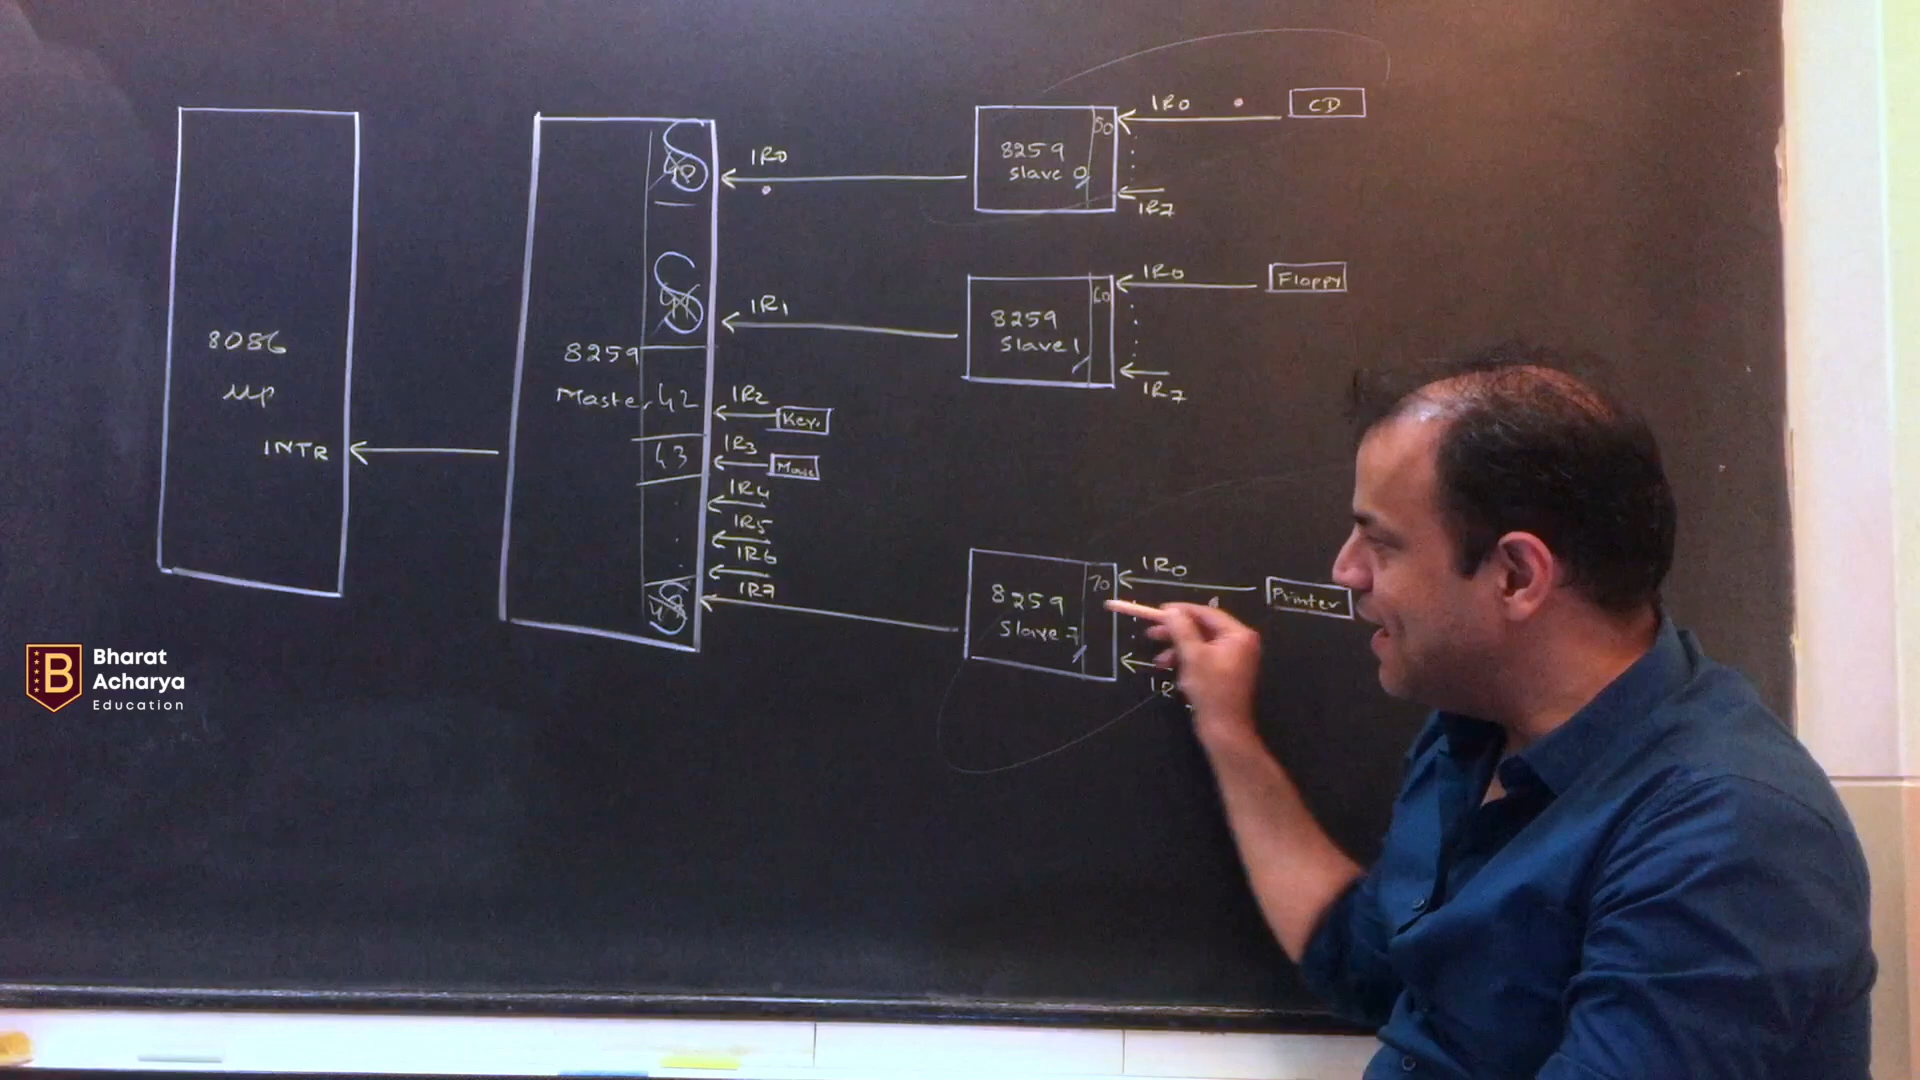 8086
μp
INTR
8259
Master
S
S
42
43
S
IR0
IR1
IR2
Key.
IR3
Mouse
IR4
IR5
IR6
IR7
8259
Slave 0
50
IR0
CD
IR7
8259
Slave 1
60
IR0
Floppy
IR7
8259
Slave 7
70
IR0
Printer
B
Bharat
Acharya
Education